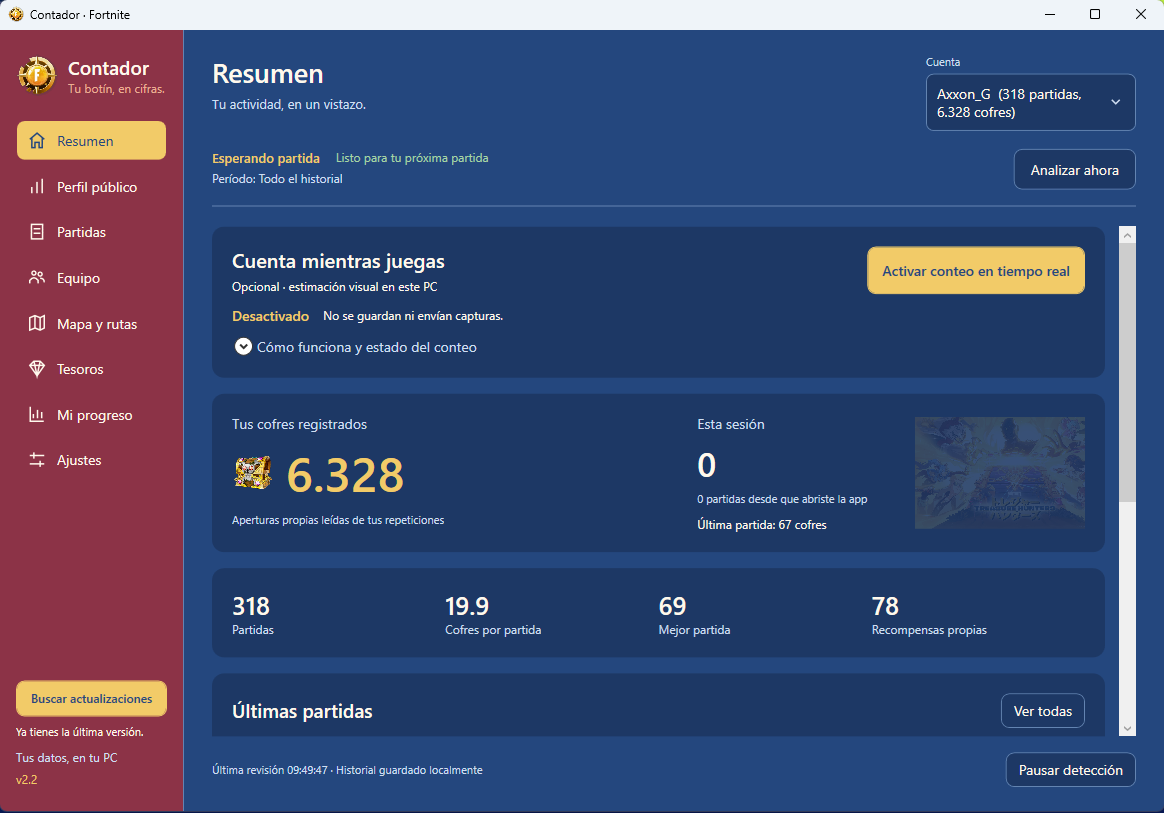 Contador · Fortnite
Contador
Tu botín, en cifras.
Resumen
Perfil público
Partidas
Equipo
Mapa y rutas
Tesoros
Mi progreso
Ajustes
Buscar actualizaciones
Ya tienes la última versión.
Tus datos, en tu PC
v2.2
Resumen
Tu actividad, en un vistazo.
Cuenta
Axxon_G (318 partidas,
6.328 cofres)
Esperando partida Listo para tu próxima partida
Período: Todo el historial
Analizar ahora
Cuenta mientras juegas
Opcional · estimación visual en este PC
Desactivado No se guardan ni envían capturas.
Cómo funciona y estado del conteo
Activar conteo en tiempo real
Tus cofres registrados
6.328
Aperturas propias leídas de tus repeticiones
Esta sesión
0
0 partidas desde que abriste la app
Última partida: 67 cofres
318
Partidas
19.9
Cofres por partida
69
Mejor partida
78
Recompensas propias
Últimas partidas
Ver todas
Última revisión 09:49:47 · Historial guardado localmente
Pausar detección